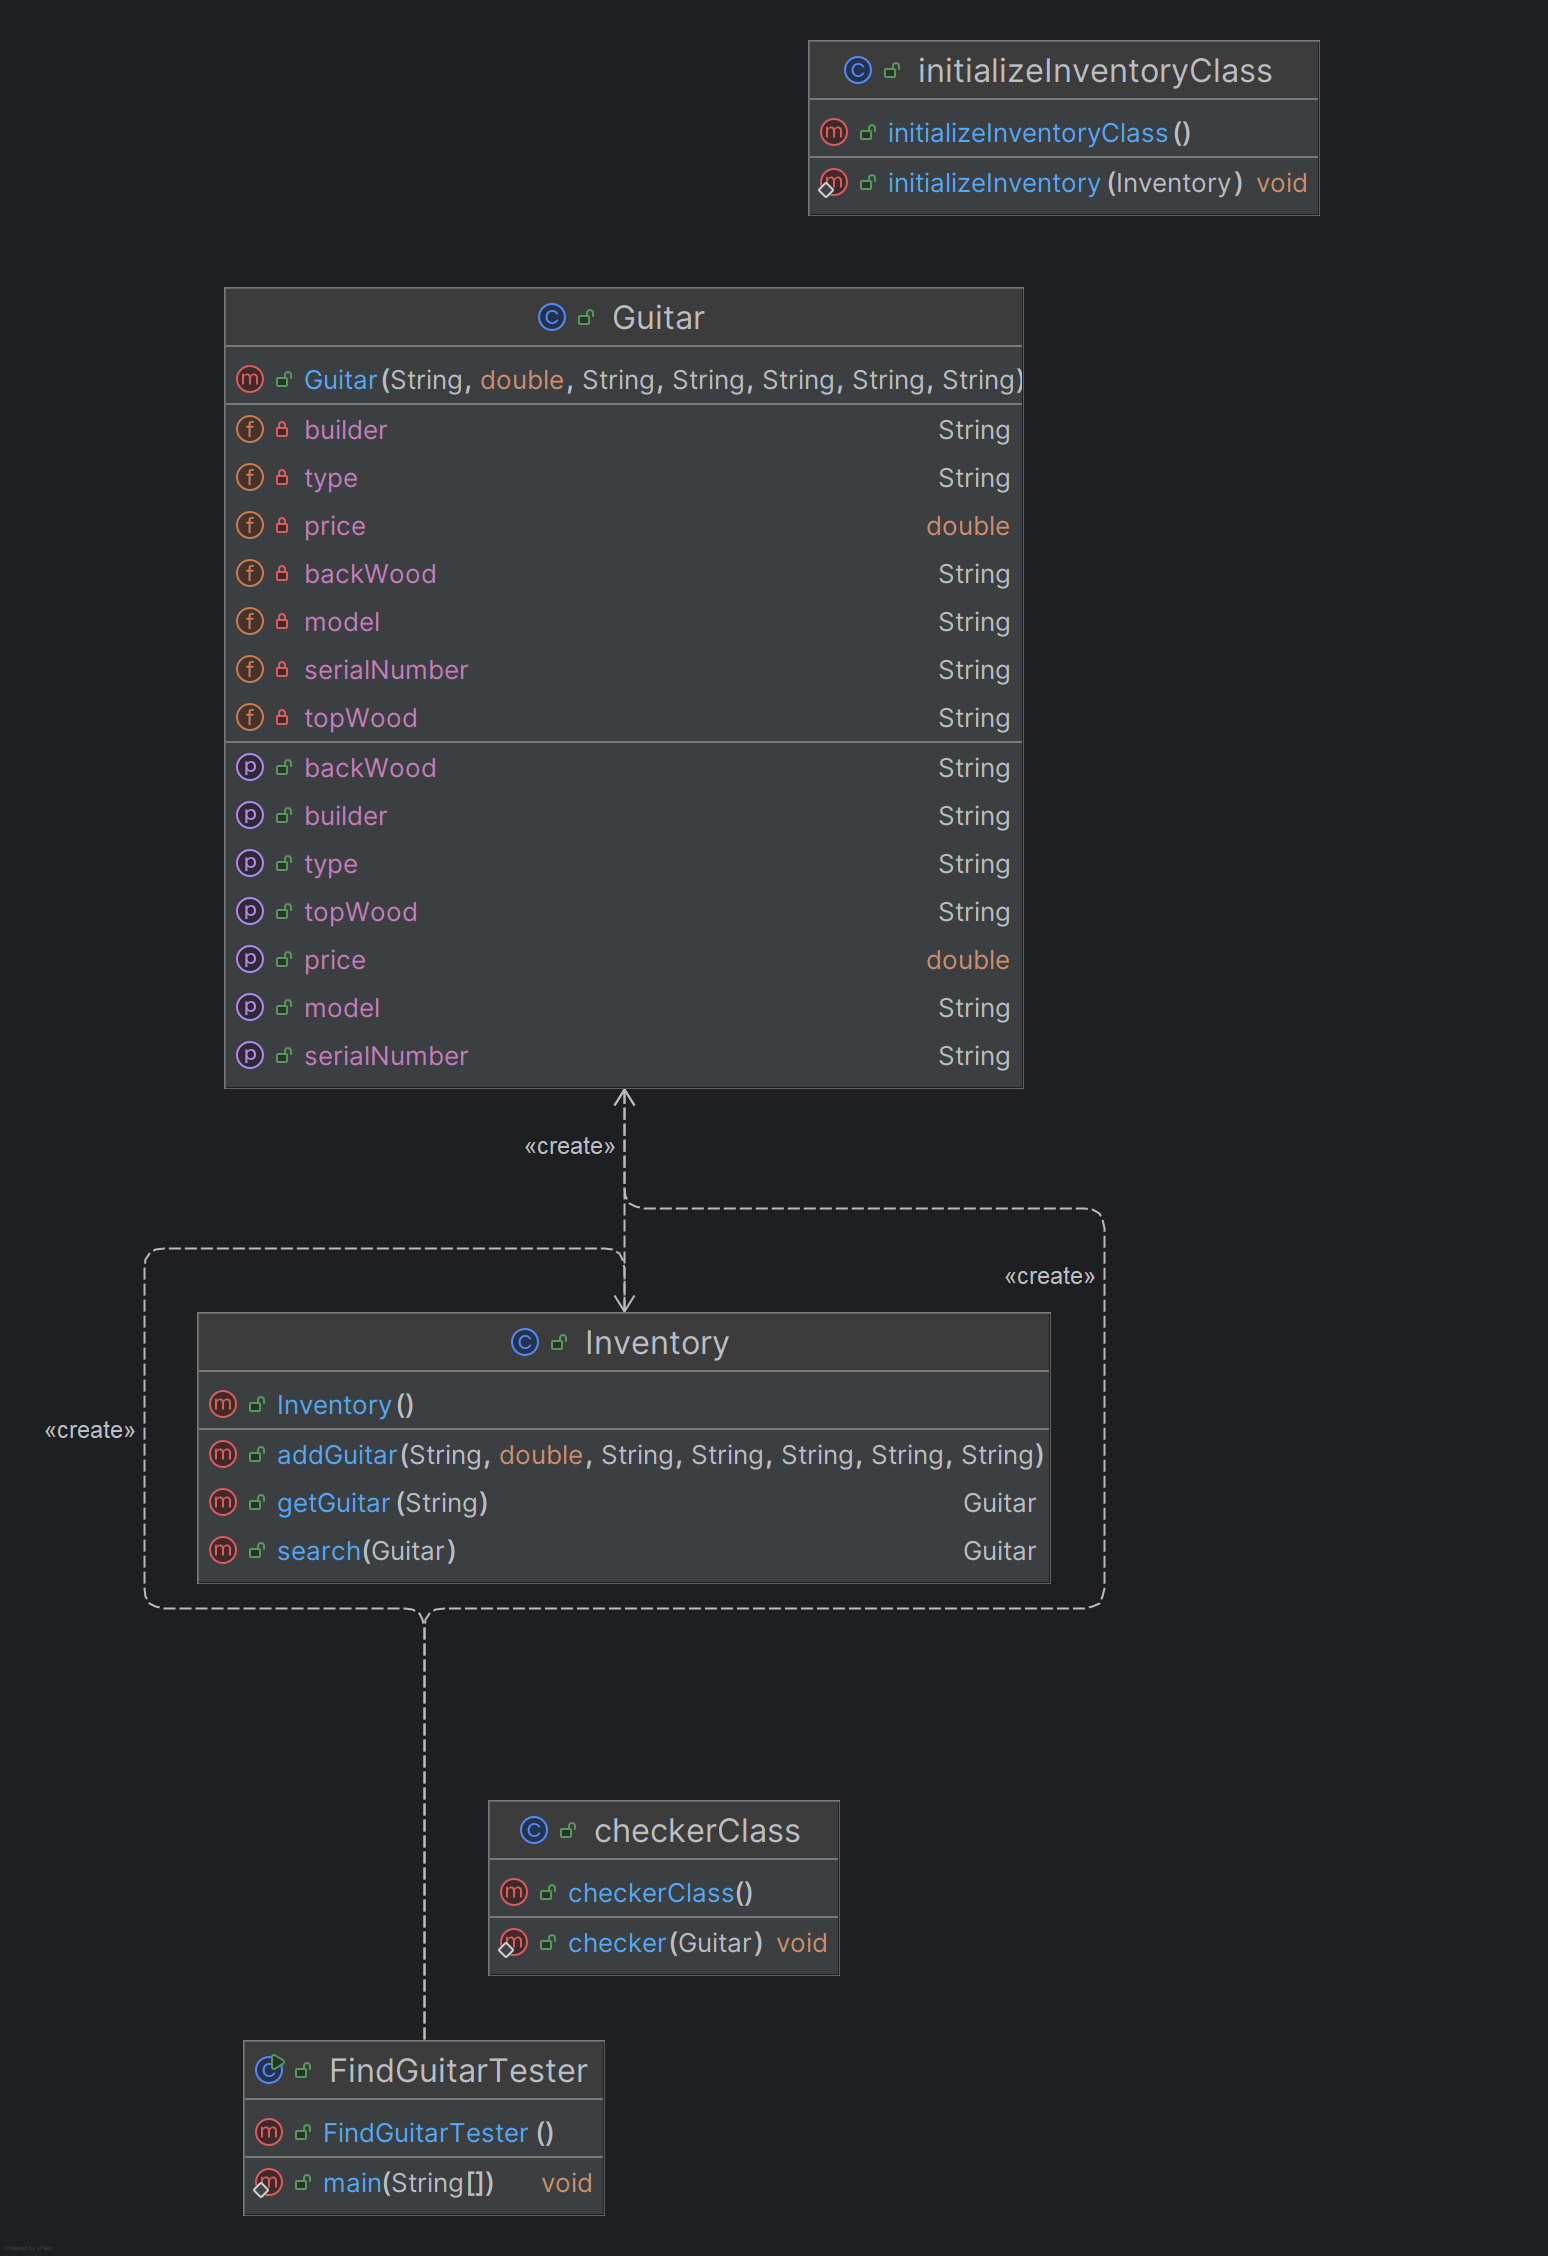 initializeInventoryClass
initializeInventoryClass()
initializeInventory(Inventory) void
Guitar
Guitar(String, double, String, String, String, String, String)
builder String
type String
price double
backWood String
model String
serialNumber String
topWood String
backWood String
builder String
type String
topWood String
price double
model String
serialNumber String
«create»
«create»
Inventory
Inventory()
«create»
addGuitar(String, double, String, String, String, String, String)
getGuitar(String) Guitar
search(Guitar) Guitar
checkerClass
checkerClass()
checker(Guitar) void
FindGuitarTester
FindGuitarTester()
main(String[]) void
Powered by yFiles